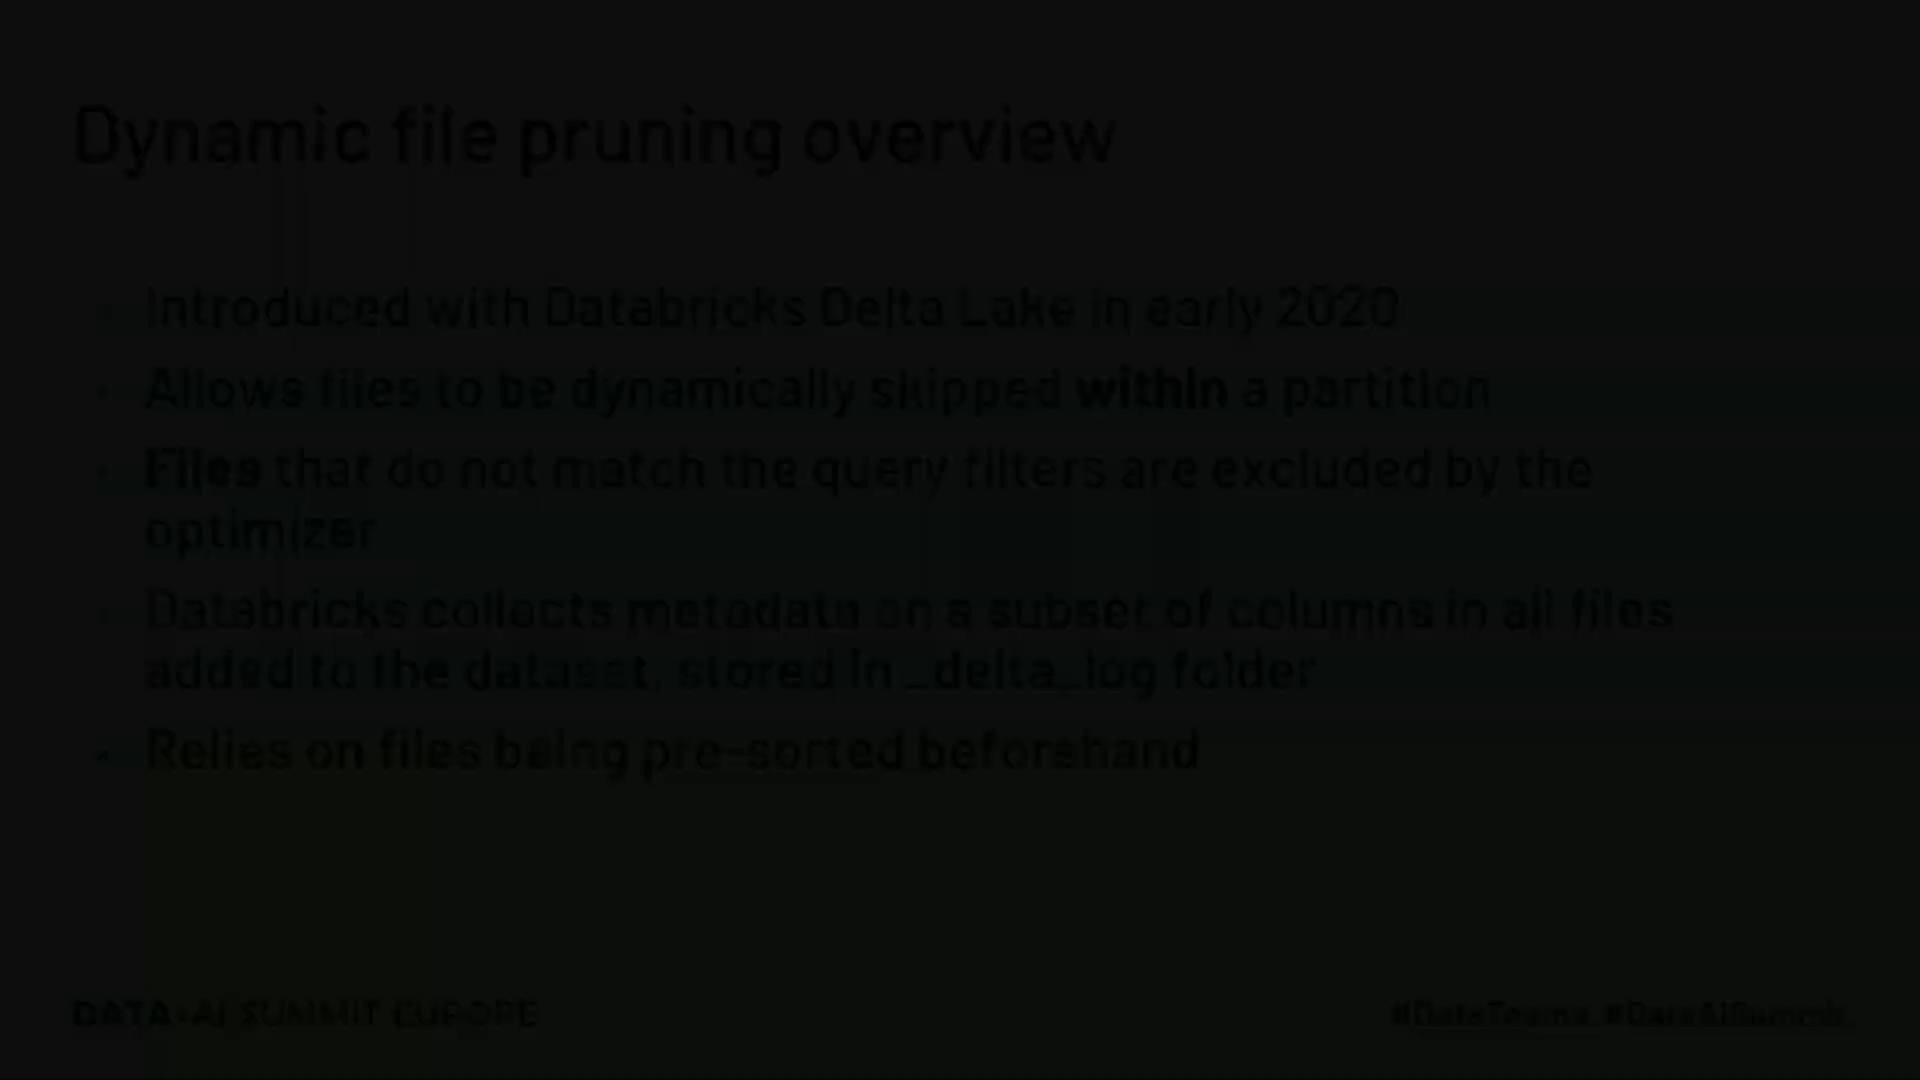 Dynamic file pruning overview
Introduced with Databricks Delta Lake in early 2020
Allows files to be dynamically skipped within a partition
Files that do not match the query filters are excluded by the
optimizer
Databricks collects metadata on a subset of columns in all files
added to the dataset, stored in _delta_log folder
Relies on files being pre-sorted beforehand
DATA+AI SUMMIT EUROPE
#DataTeams #DataAISummit